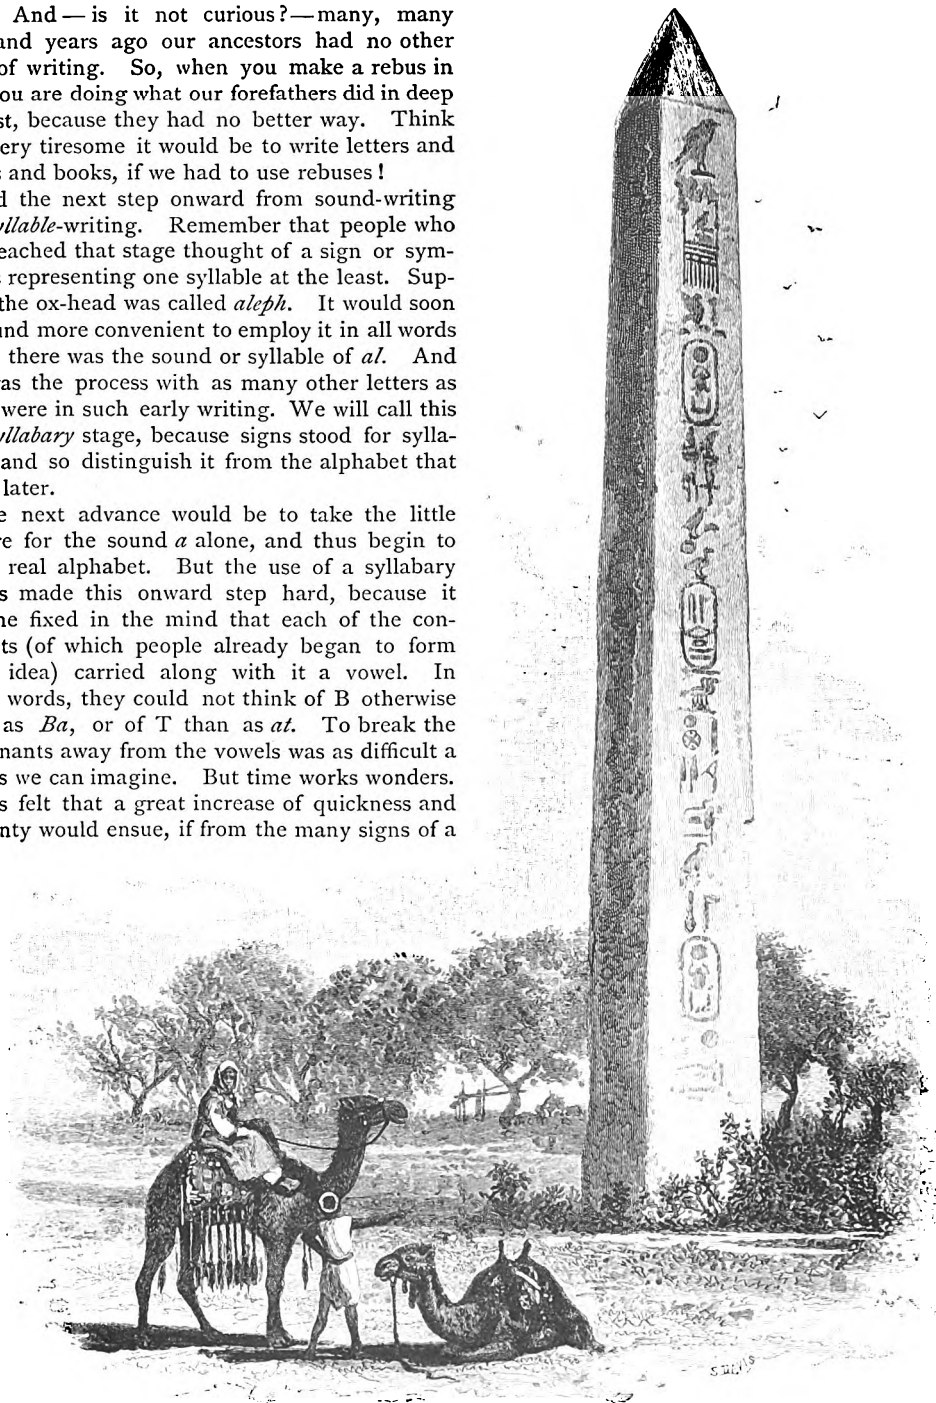 And — is it not curious? — many, many
and years ago our ancestors had no other
of writing. So, when you make a rebus in
ou are doing what our forefathers did in deep
st, because they had no better way. Think
ery tiresome it would be to write letters and
and books, if we had to use rebuses!
d the next step onward from sound-writing
yllable-writing. Remember that people who
eached that stage thought of a sign or sym-
representing one syllable at the least. Sup-
the ox-head was called aleph. It would soon
und more convenient to employ it in all words
there was the sound or syllable of al. And
as the process with as many other letters as
were in such early writing. We will call this
yllabary stage, because signs stood for sylla-
and so distinguish it from the alphabet that
later.
e next advance would be to take the little
e for the sound a alone, and thus begin to
real alphabet. But the use of a syllabary
s made this onward step hard, because it
ne fixed in the mind that each of the con-
ts (of which people already began to form
idea) carried along with it a vowel. In
words, they could not think of B otherwise
as Ba, or of T than as at. To break the
nants away from the vowels was as difficult a
s we can imagine. But time works wonders.
s felt that a great increase of quickness and
nty would ensue, if from the many signs of a